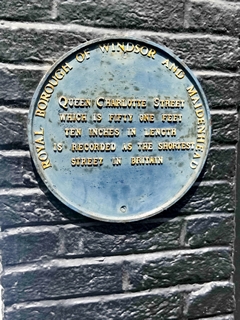 ROYAL BOROUGH OF WINDSOR AND MAIDENHEAD
QUEEN CHARLOTTE STREET
WHICH IS FIFTY ONE FEET
TEN INCHES IN LENGTH
IS RECORDED AS THE SHORTEST
STREET IN BRITAIN